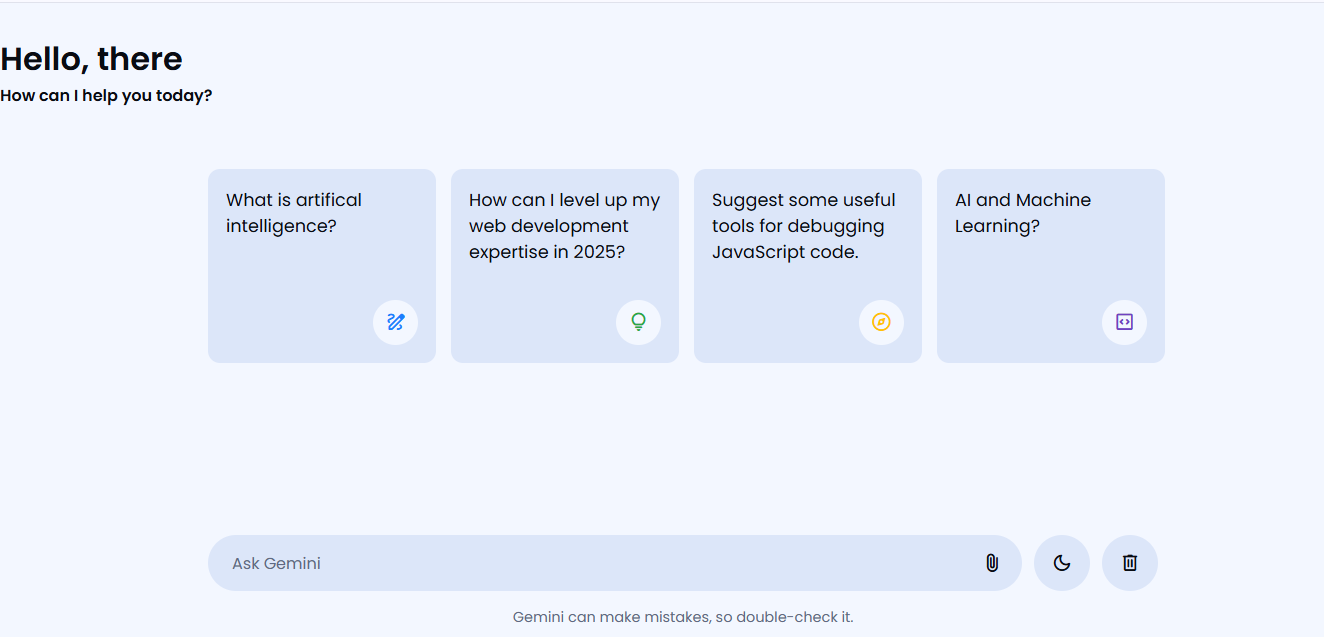 Hello, there
How can I help you today?
What is artifical
intelligence?
How can I level up my
web development
expertise in 2025?
Suggest some useful
tools for debugging
JavaScript code.
AI and Machine
Learning?
Ask Gemini
Gemini can make mistakes, so double-check it.